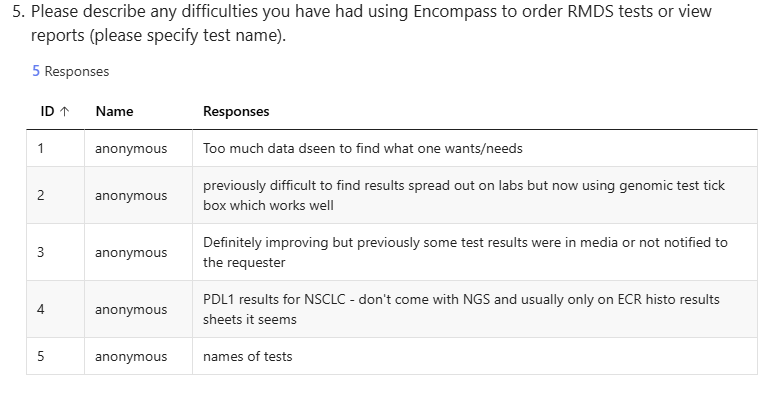 5. Please describe any difficulties you have had using Encompass to order RMDS tests or view
reports (please specify test name).
5 Responses
ID ↑ Name Responses
1 anonymous Too much data dseen to find what one wants/needs
2 anonymous previously difficult to find results spread out on labs but now using genomic test tick
box which works well
3 anonymous Definitely improving but previously some test results were in media or not notified to
the requester
4 anonymous PDL1 results for NSCLC - don't come with NGS and usually only on ECR histo results
sheets it seems
5 anonymous names of tests